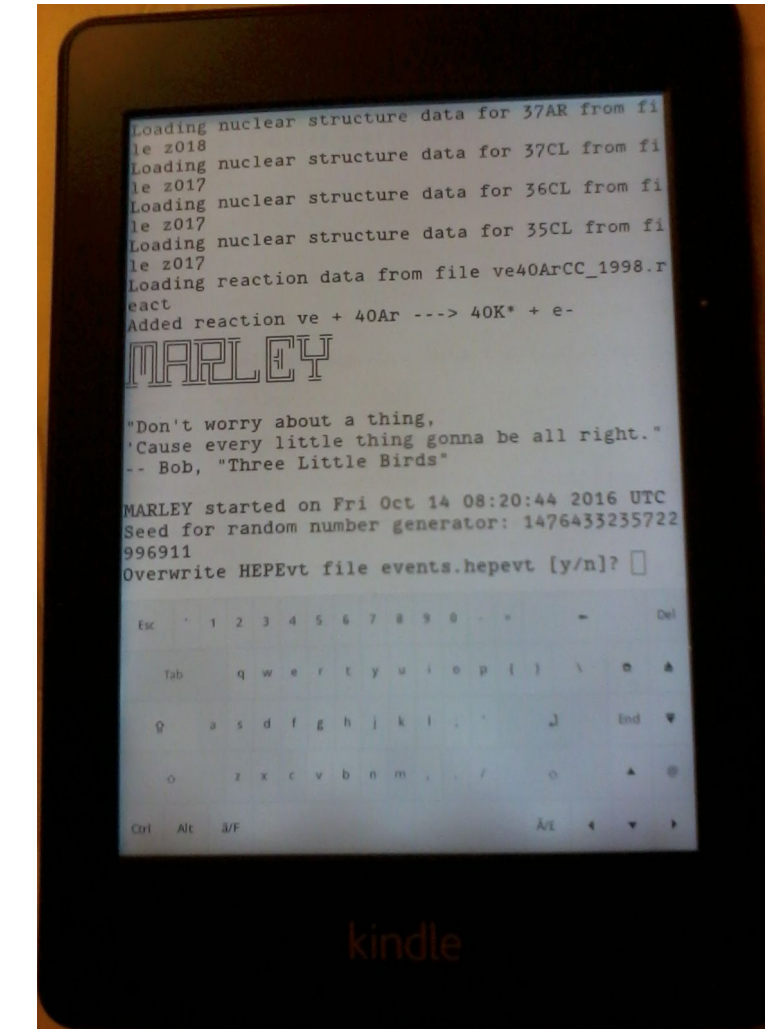 Loading nuclear structure data for 37AR from fi
le z018
Loading nuclear structure data for 37CL from fi
le z017
Loading nuclear structure data for 36CL from fi
le z017
Loading nuclear structure data for 35CL from fi
le z017
Loading reaction data from file ve40ArCC_1998.r
eact
Added reaction ve + 40Ar ---> 40K* + e-
MARLEY
"Don't worry about a thing,
'Cause every little thing gonna be all right."
-- Bob, "Three Little Birds"
MARLEY started on Fri Oct 14 08:20:44 2016 UTC
Seed for random number generator: 1476433235722
996911
Overwrite HEPEvt file events.hepevt [y/n]?
Esc 1 2 3 4 5 6 7 8 9 0 Del
Tab q w e r t y u i o p { } \
a s d f g h j k l ; ' End
z x c v b n m , . / @
Ctrl Alt ã/F Ã/E
kindle